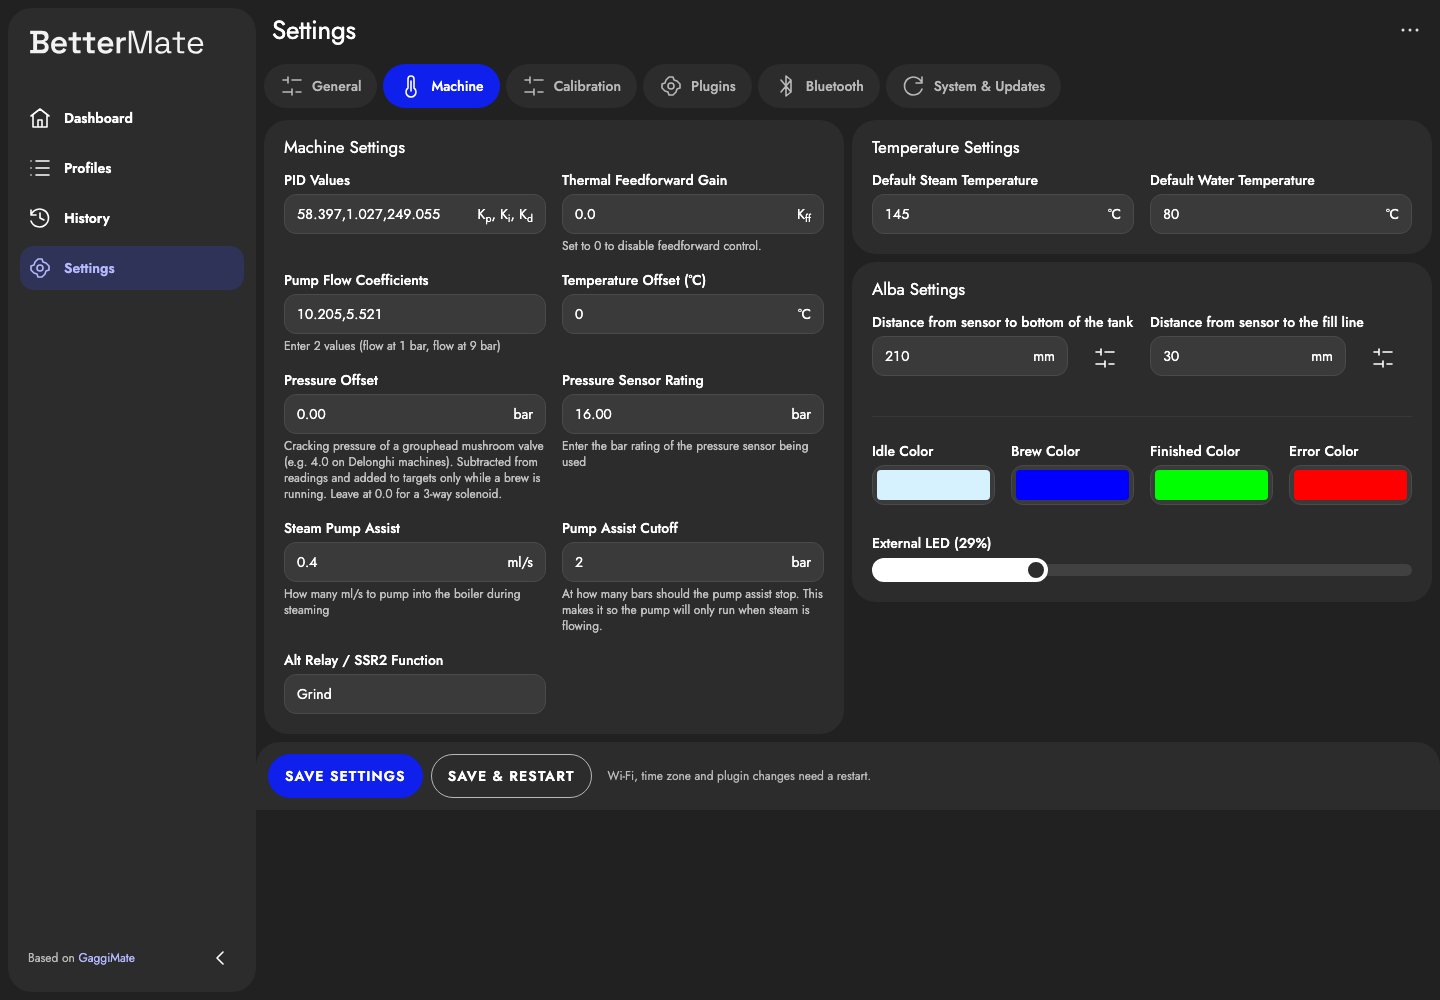 BetterMate
Dashboard
Profiles
History
Settings
Based on GaggiMate
Settings
General
Machine
Calibration
Plugins
Bluetooth
System & Updates
Machine Settings
PID Values
58.397,1.027,249.055 Kp, Ki, Kd
Thermal Feedforward Gain
0.0 Kff
Set to 0 to disable feedforward control.
Pump Flow Coefficients
10.205,5.521
Enter 2 values (flow at 1 bar, flow at 9 bar)
Temperature Offset (°C)
0 °C
Pressure Offset
0.00 bar
Cracking pressure of a grouphead mushroom valve
(e.g. 4.0 on Delonghi machines). Subtracted from
readings and added to targets only while a brew is
running. Leave at 0.0 for a 3-way solenoid.
Pressure Sensor Rating
16.00 bar
Enter the bar rating of the pressure sensor being
used
Steam Pump Assist
0.4 ml/s
How many ml/s to pump into the boiler during
steaming
Pump Assist Cutoff
2 bar
At how many bars should the pump assist stop. This
makes it so the pump will only run when steam is
flowing.
Alt Relay / SSR2 Function
Grind
Temperature Settings
Default Steam Temperature
145 °C
Default Water Temperature
80 °C
Alba Settings
Distance from sensor to bottom of the tank
210 mm
Distance from sensor to the fill line
30 mm
Idle Color
Brew Color
Finished Color
Error Color
External LED (29%)
SAVE SETTINGS
SAVE & RESTART
Wi-Fi, time zone and plugin changes need a restart.